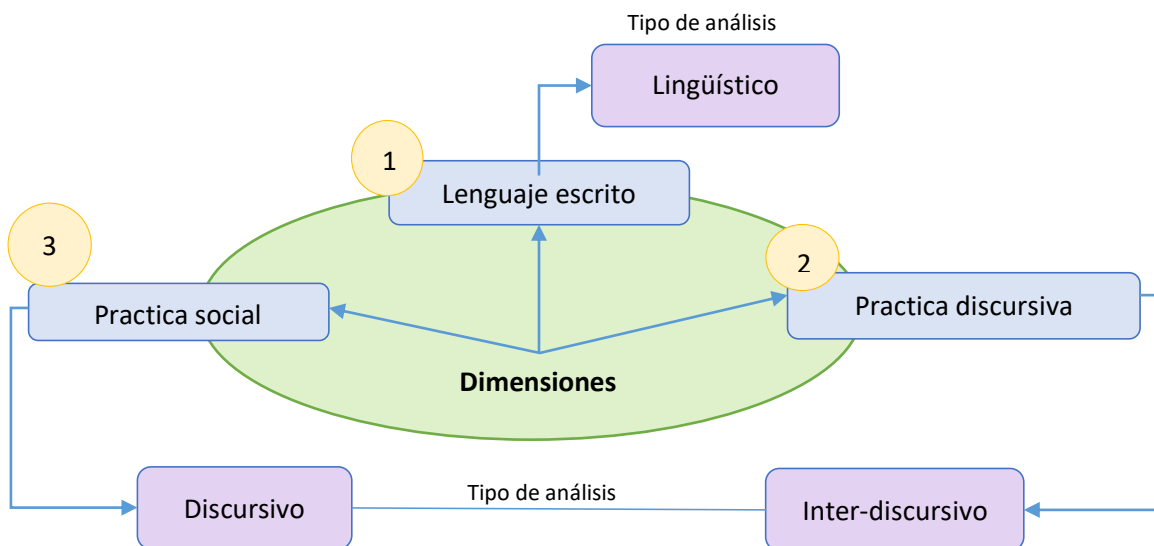 Tipo de análisis
Lingüístico
1
Lenguaje escrito
3
2
Practica social
Practica discursiva
Dimensiones
Discursivo
Tipo de análisis
Inter-discursivo